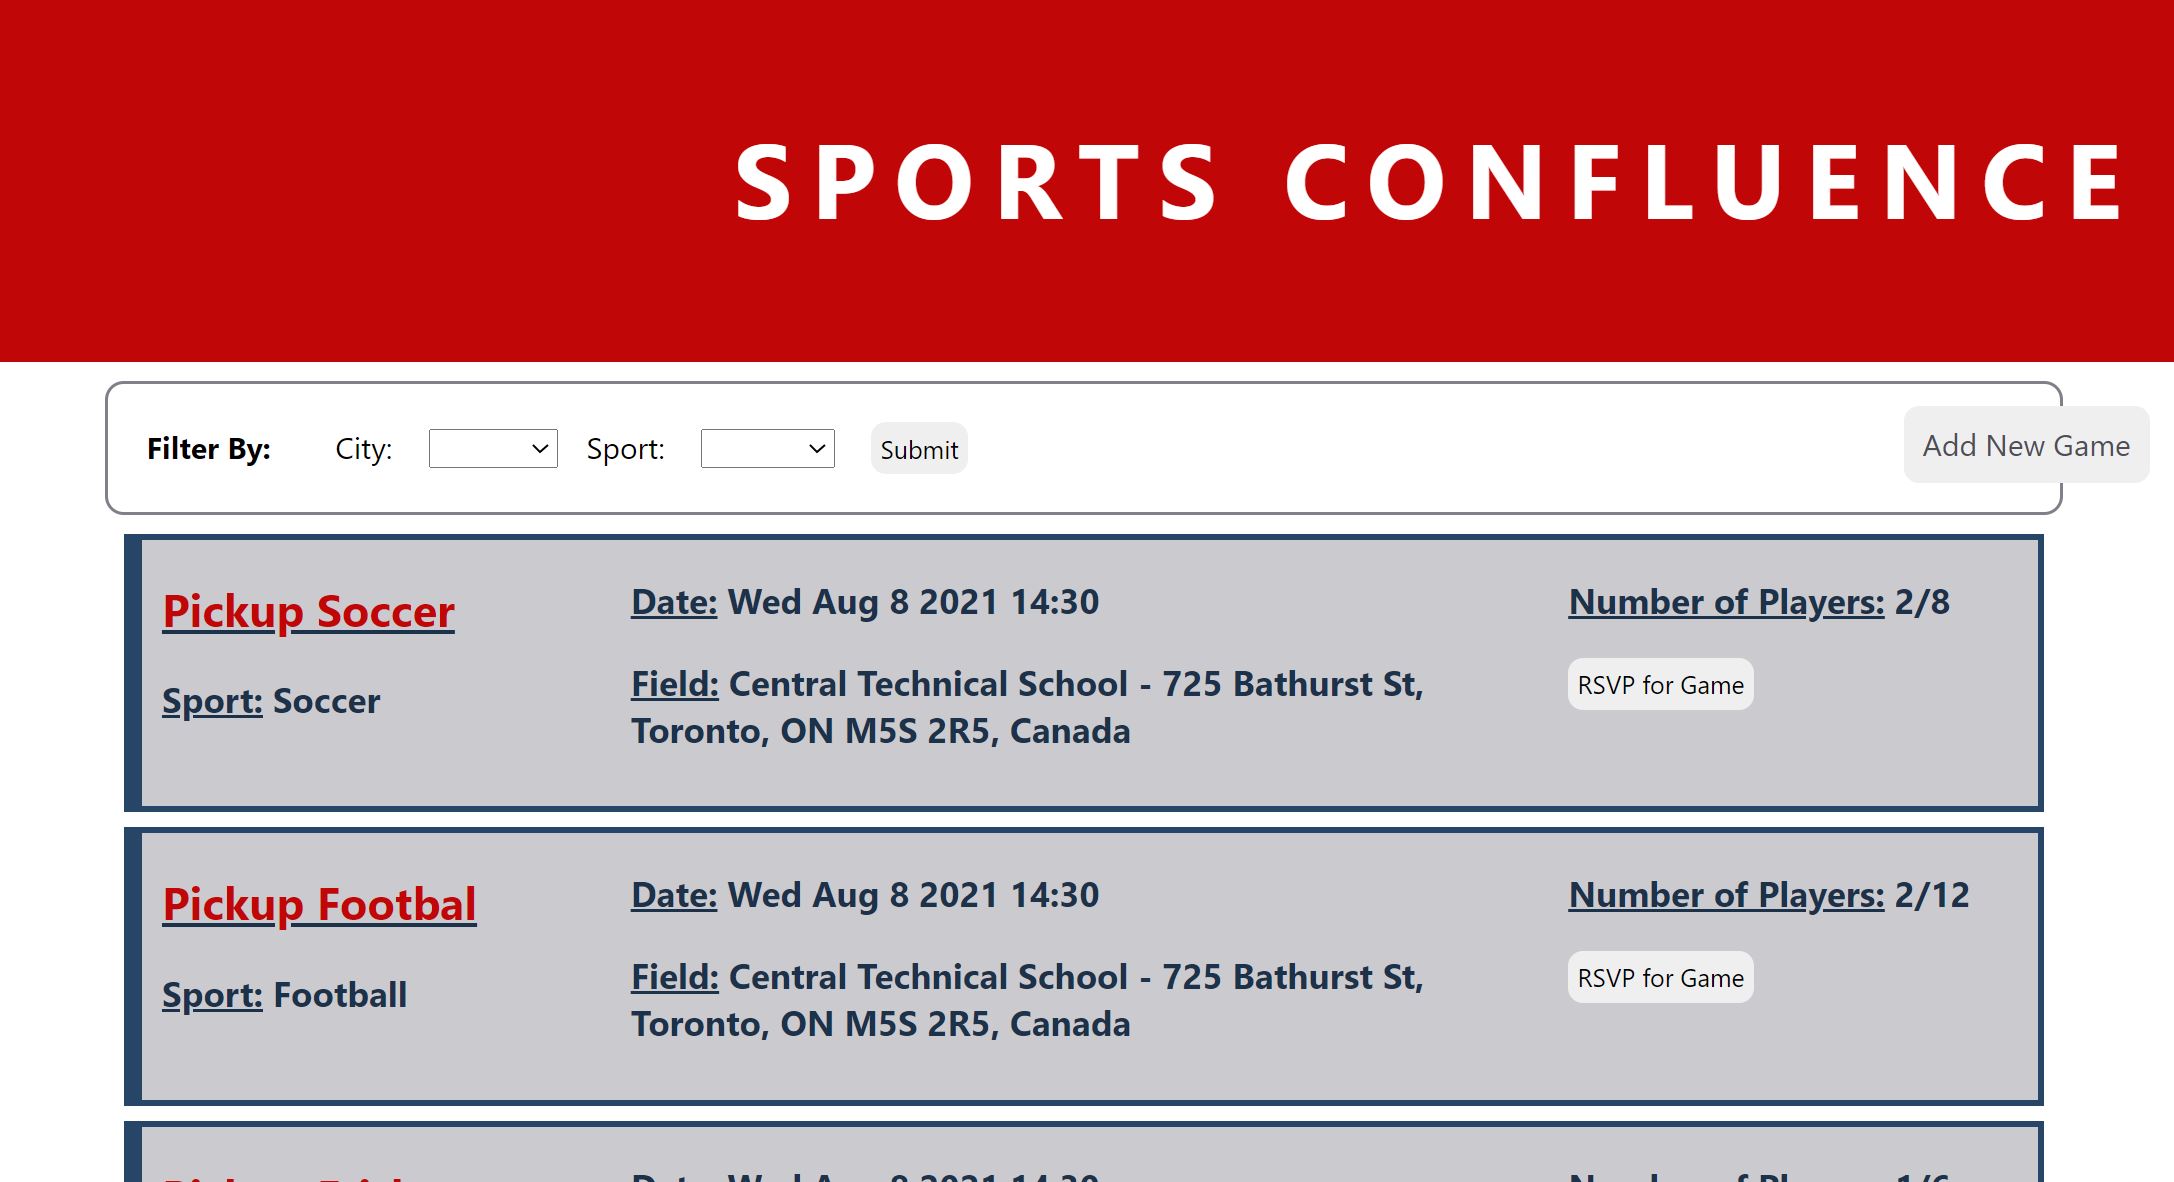 SPORTS CONFLUENCE
Filter By: City: Sport: Submit Add New Game
Pickup Soccer
Sport: Soccer
Date: Wed Aug 8 2021 14:30
Field: Central Technical School - 725 Bathurst St,
Toronto, ON M5S 2R5, Canada
Number of Players: 2/8
RSVP for Game
Pickup Footbal
Sport: Football
Date: Wed Aug 8 2021 14:30
Field: Central Technical School - 725 Bathurst St,
Toronto, ON M5S 2R5, Canada
Number of Players: 2/12
RSVP for Game
Pickup
Date: Wed Aug 8 2021 14:30
Number of Players: 1/6